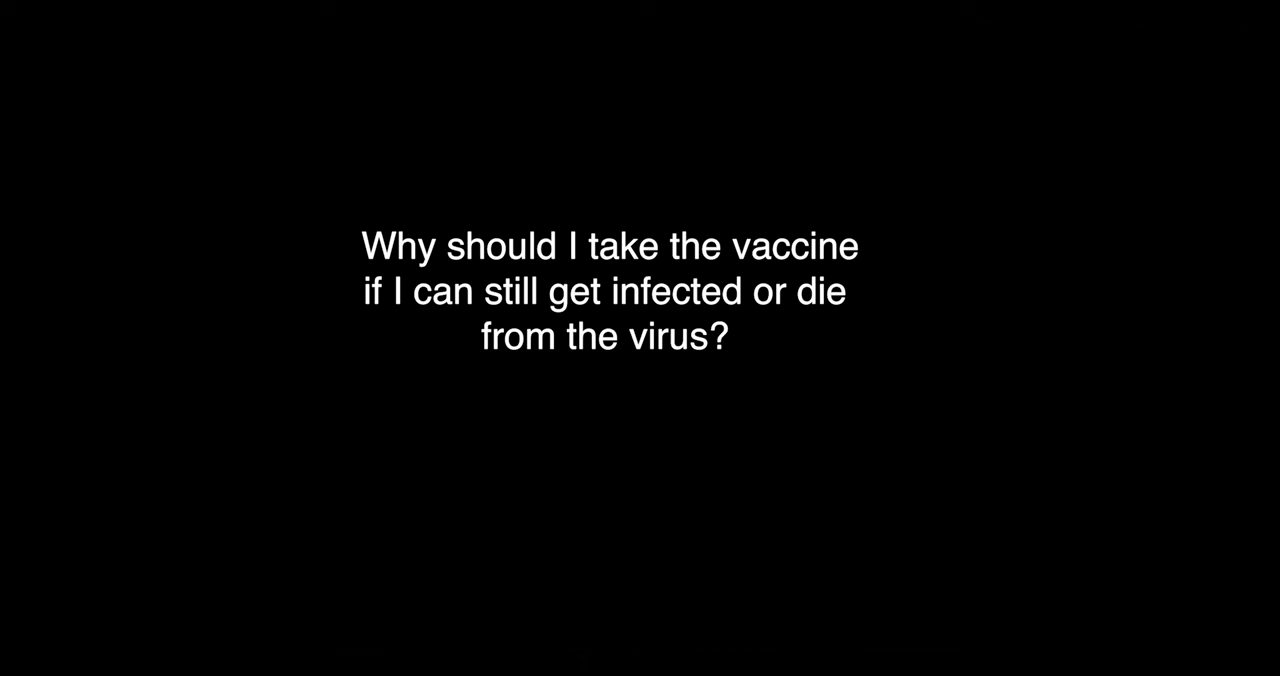 Why should I take the vaccine
if I can still get infected or die
from the virus?